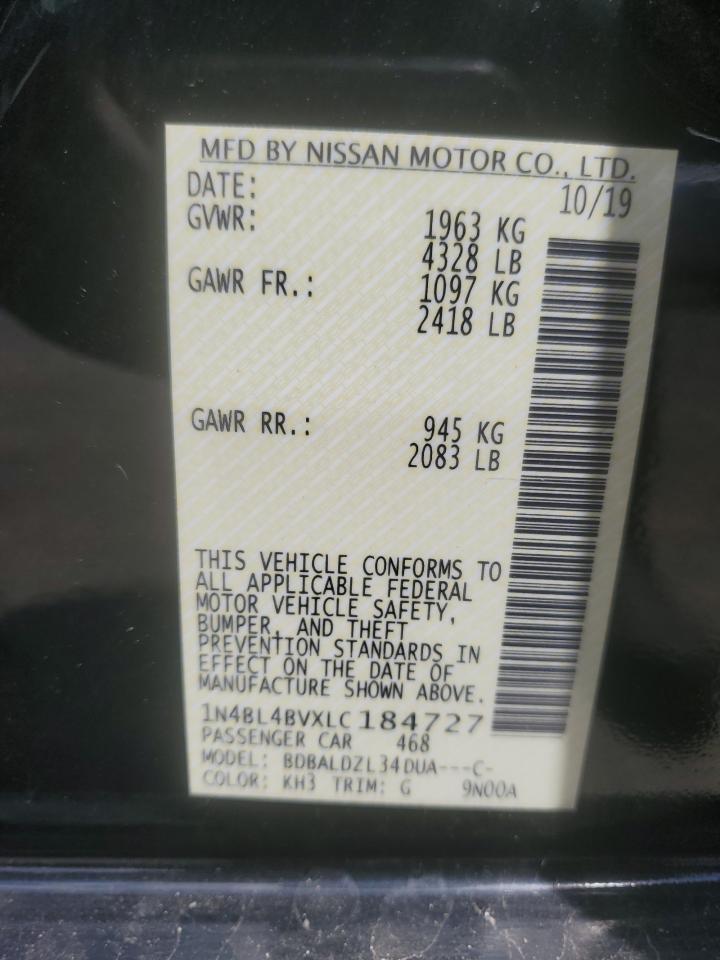 MFD BY NISSAN MOTOR CO., LTD.
DATE: 10/19
GVWR: 1963 KG
4328 LB
GAWR FR.: 1097 KG
2418 LB
GAWR RR.: 945 KG
2083 LB
THIS VEHICLE CONFORMS TO
ALL APPLICABLE FEDERAL
MOTOR VEHICLE SAFETY,
BUMPER, AND THEFT
PREVENTION STANDARDS IN
EFFECT ON THE DATE OF
MANUFACTURE SHOWN ABOVE.
1N4BL4BVXLC184727
PASSENGER CAR 468
MODEL: BDBALDZL34DUA---C-
COLOR: KH3 TRIM: G 9N00A